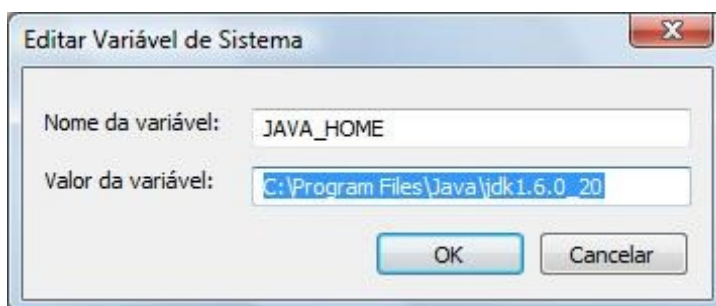 Editar Variável de Sistema
Nome da variável: JAVA_HOME
Valor da variável: C:\Program Files\Java\jdk1.6.0_20
OK Cancelar